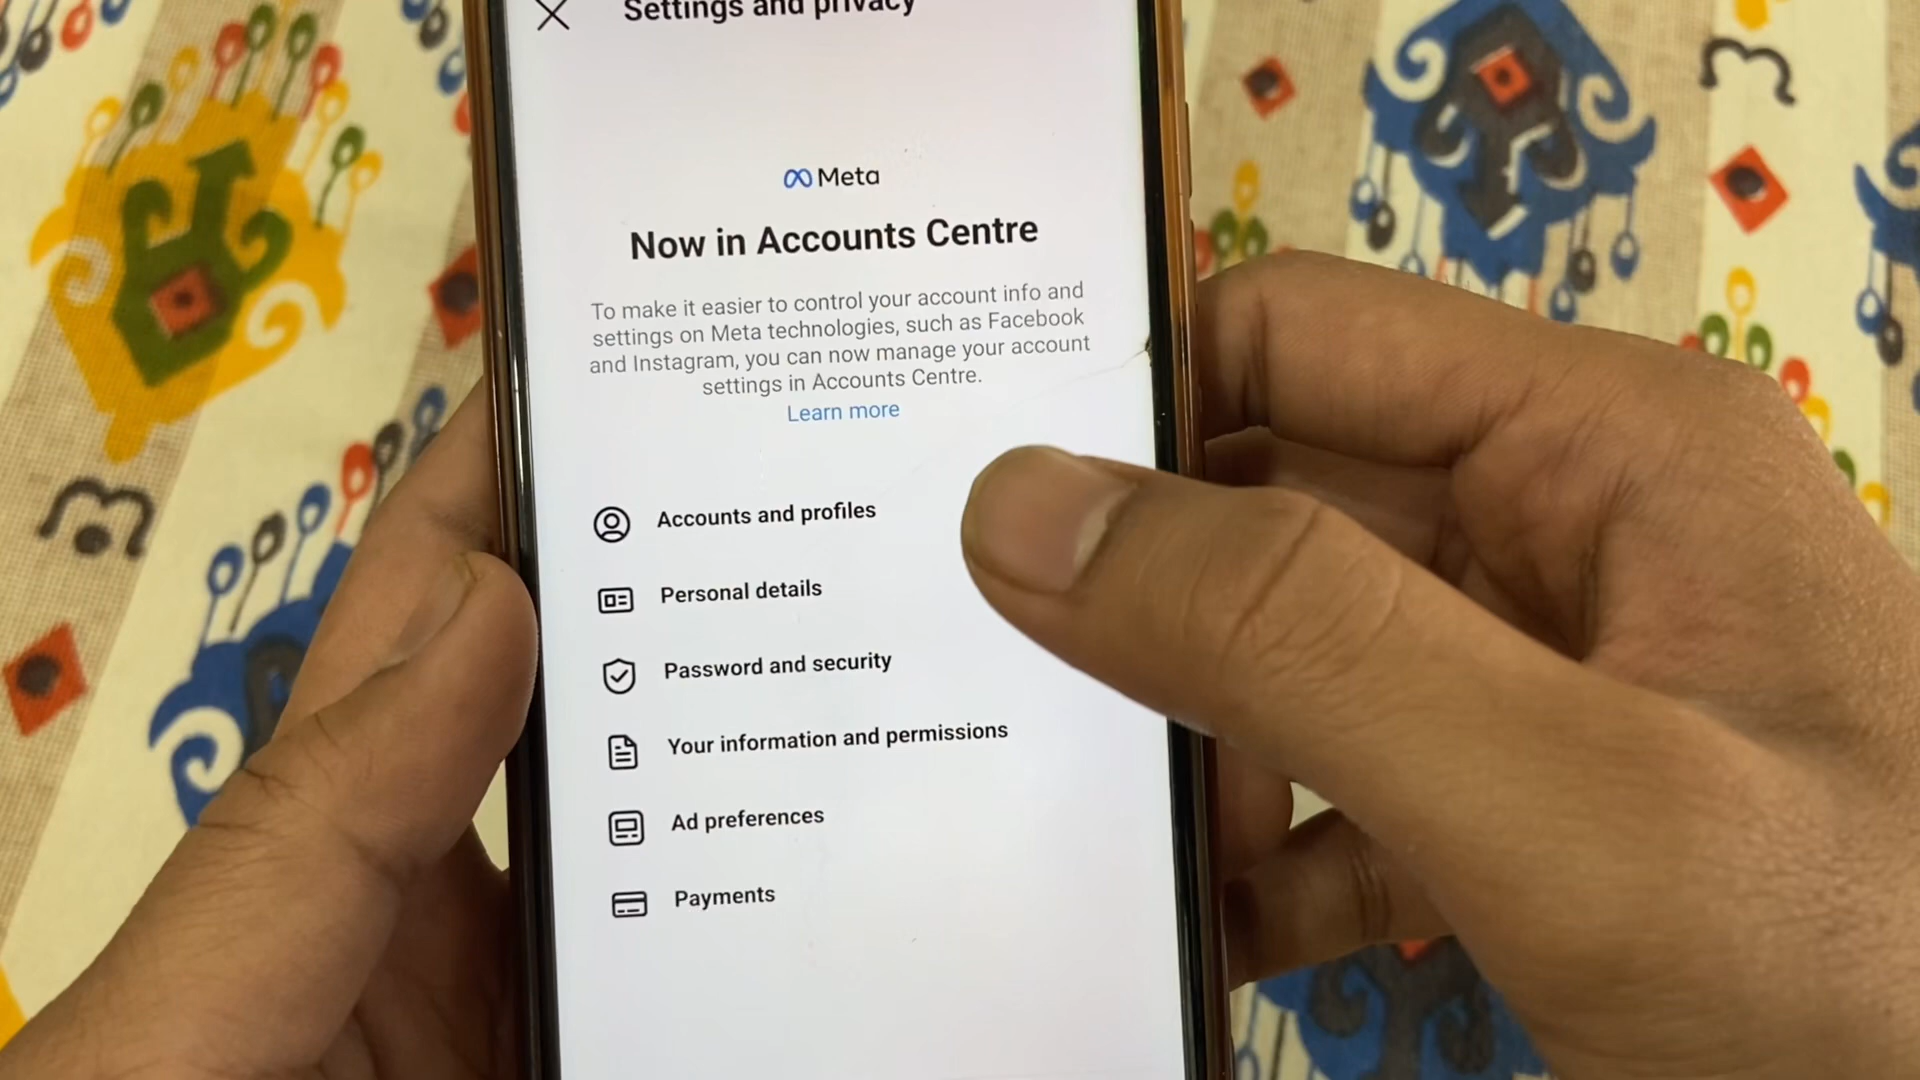 Settings and privacy
Meta
Now in Accounts Centre
To make it easier to control your account info and
settings on Meta technologies, such as Facebook
and Instagram, you can now manage your account
settings in Accounts Centre.
Learn more
Accounts and profiles
Personal details
Password and security
Your information and permissions
Ad preferences
Payments